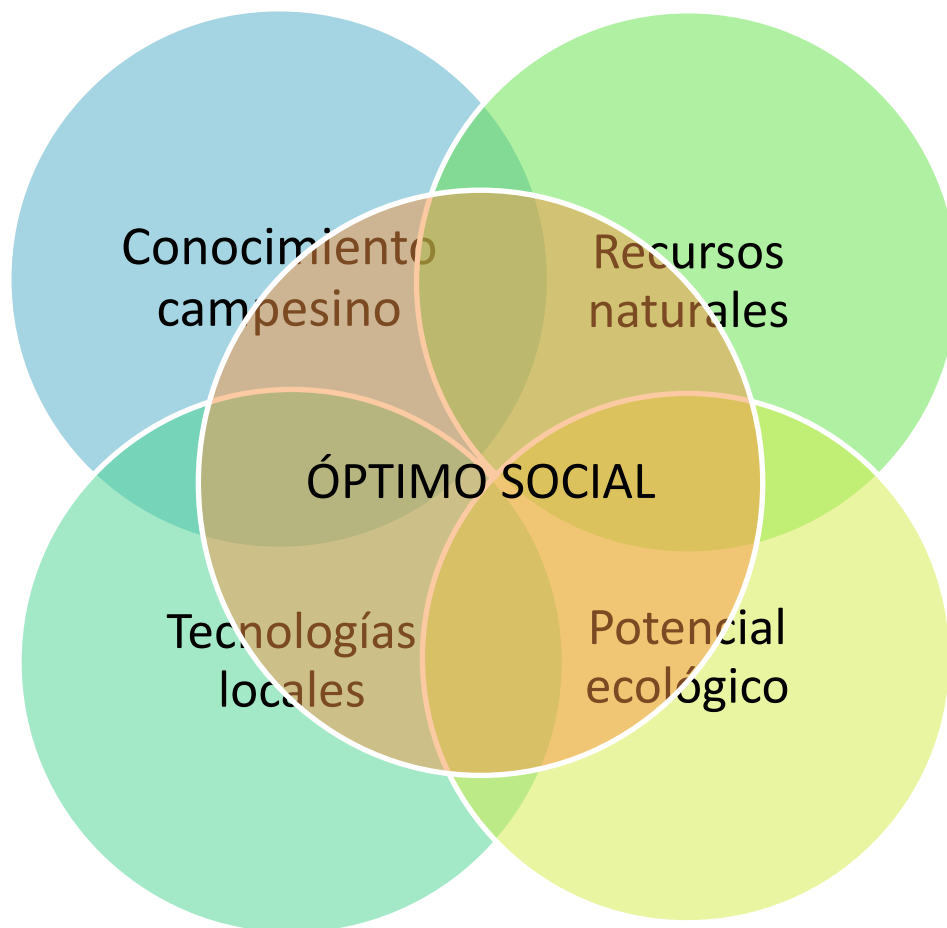 Conocimiento
campesino
Recursos
naturales
ÓPTIMO SOCIAL
Tecnologías
locales
Potencial
ecológico